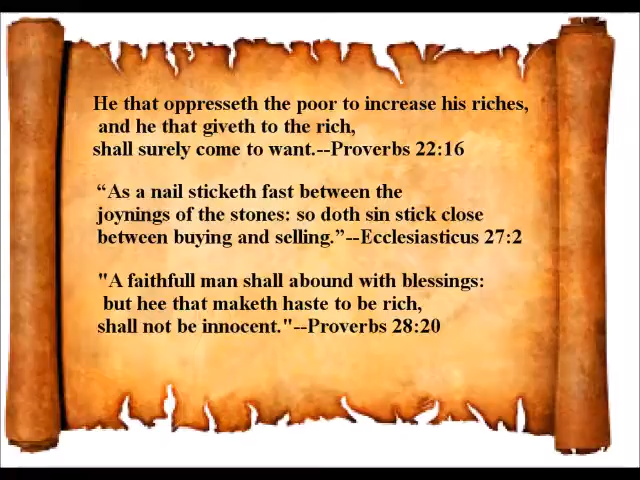 He that oppresseth the poor to increase his riches,
and he that giveth to the rich,
shall surely come to want.--Proverbs 22:16
“As a nail sticketh fast between the
joynings of the stones: so doth sin stick close
between buying and selling.”--Ecclesiasticus 27:2
"A faithfull man shall abound with blessings:
but hee that maketh haste to be rich,
shall not be innocent."--Proverbs 28:20